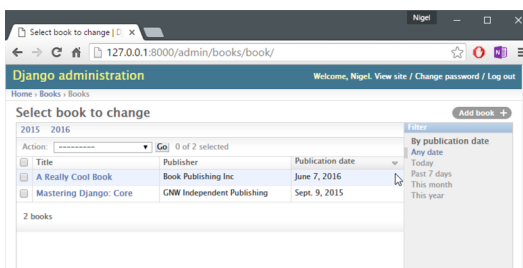 Nigel
Select book to change | D
127.0.0.1:8000/admin/books/book/
Django administration
Welcome, Nigel. View site / Change password / Log out
Home › Books › Books
Select book to change
Add book +
2015 2016
Filter
Action: --------- Go 0 of 2 selected
By publication date
Any date
Today
Past 7 days
This month
This year
Title Publisher Publication date
A Really Cool Book Book Publishing Inc June 7, 2016
Mastering Django: Core GNW Independent Publishing Sept. 9, 2015
2 books